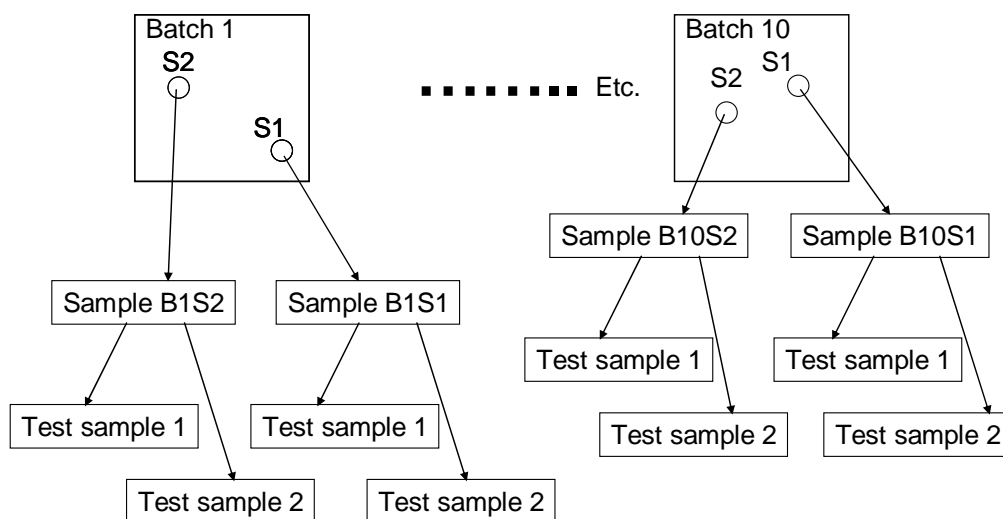 Batch 1
S2
S1
Etc.
Batch 10
S1
S2
Sample B1S2
Sample B1S1
Test sample 1
Test sample 1
Test sample 2
Test sample 2
Sample B10S2
Sample B10S1
Test sample 1
Test sample 1
Test sample 2
Test sample 2